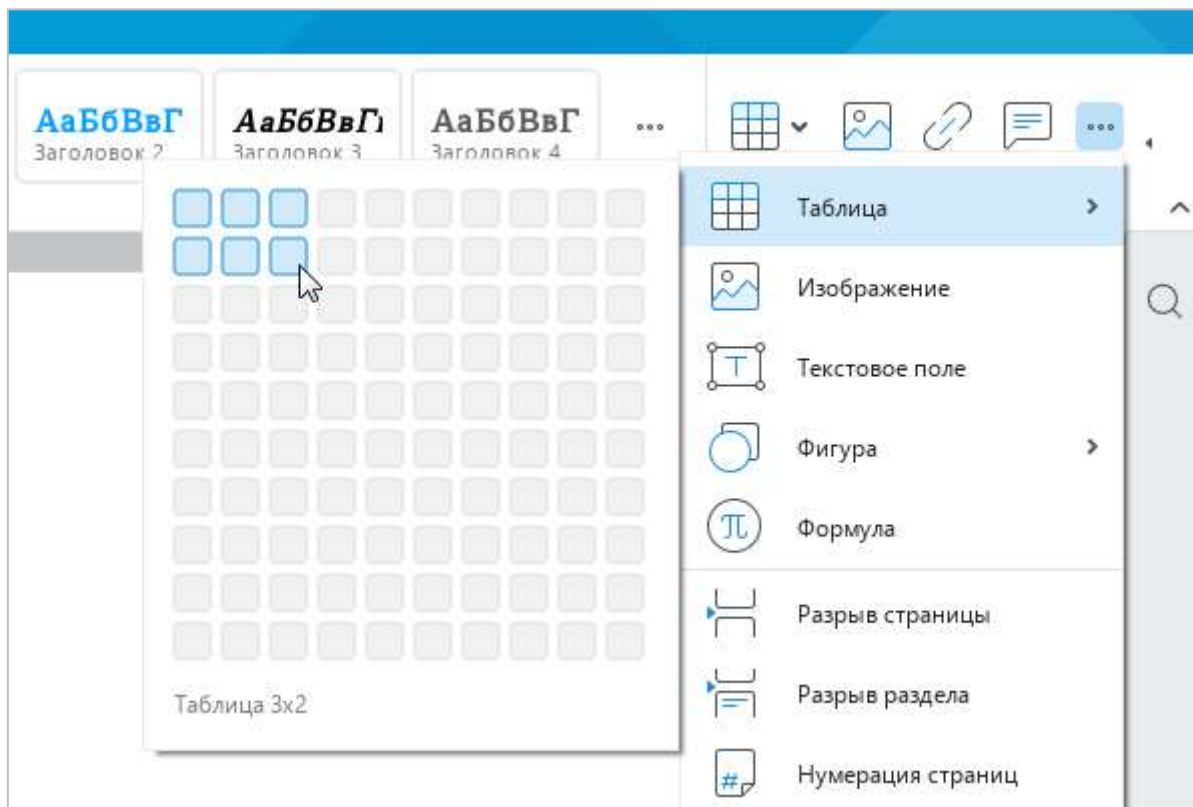 АаБбВвГ АаБбВвГг АаБбВвГ
Заголовок 2 Заголовок 3 Заголовок 4
Таблица
Изображение
Текстовое поле
Фигура
Формула
Разрыв страницы
Разрыв раздела
Нумерация страниц
Таблица 3x2